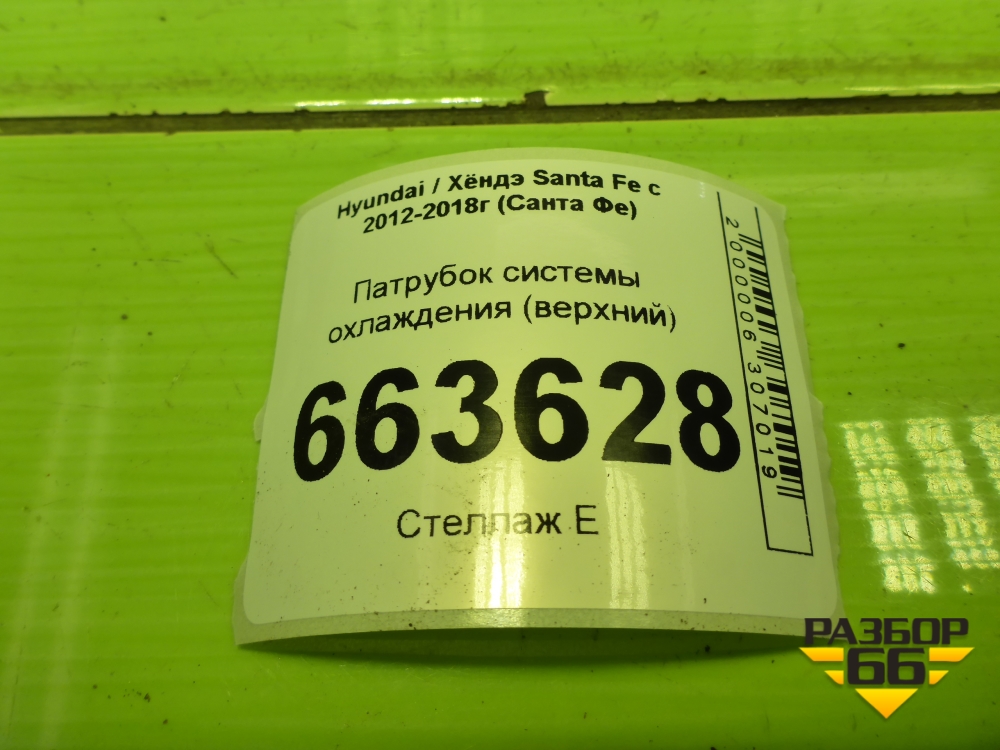 Hyundai / Хёндэ Santa Fe с
2012-2018г (Санта Фе)
Патрубок системы
охлаждения (верхний)
663628
Стеллаж Е
2000006307019
РАЗБОР
66